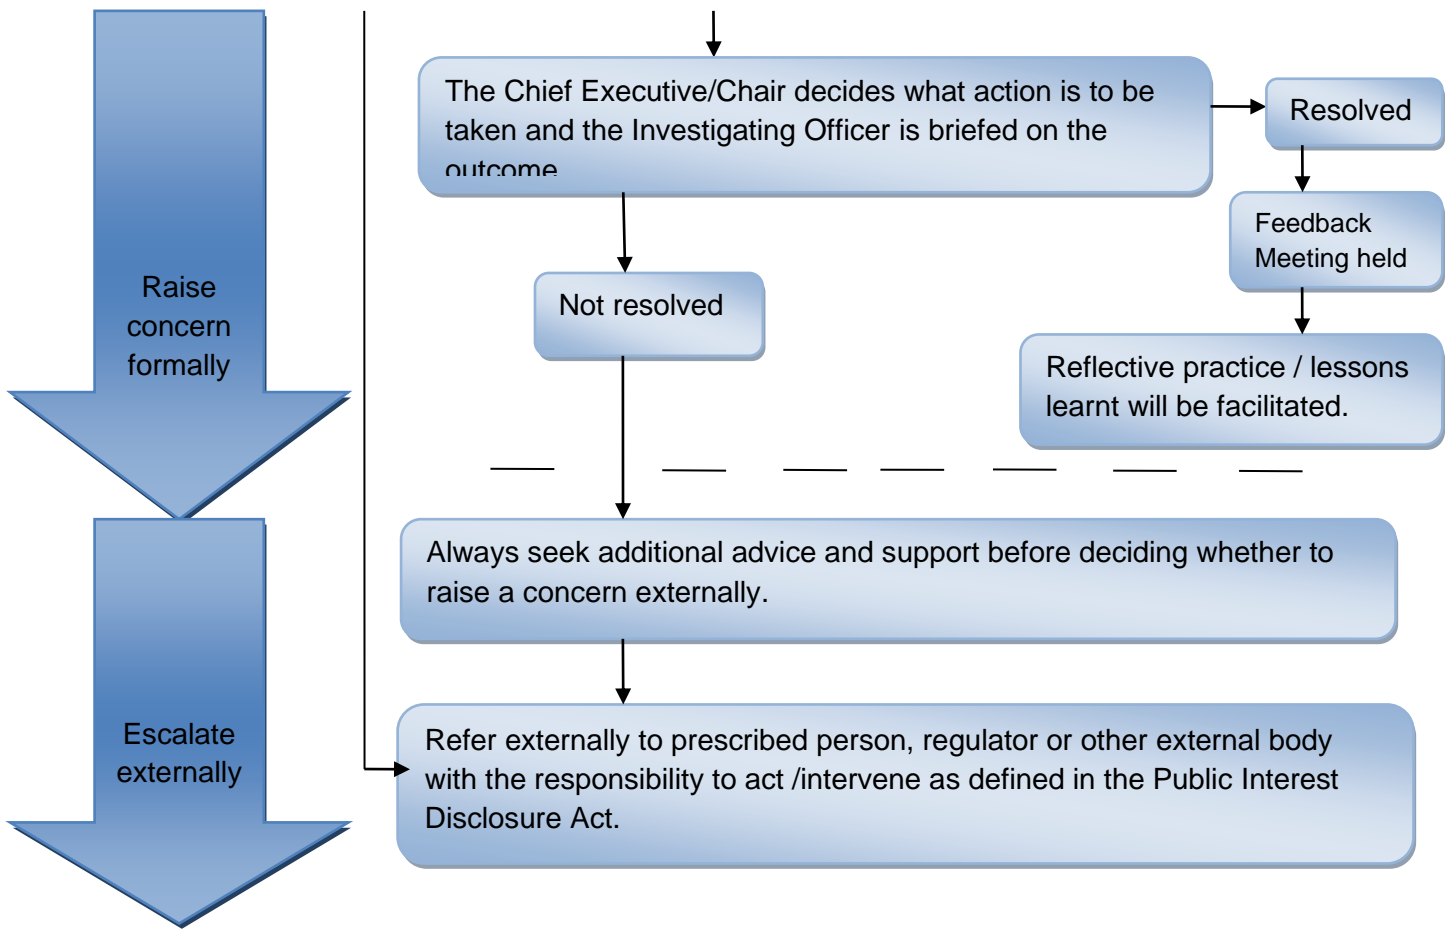 The Chief Executive/Chair decides what action is to be
taken and the Investigating Officer is briefed on the
outcome
Resolved
Feedback
Meeting held
Raise
concern
formally
Not resolved
Reflective practice / lessons
learnt will be facilitated.
Always seek additional advice and support before deciding whether to
raise a concern externally.
Escalate
externally
Refer externally to prescribed person, regulator or other external body
with the responsibility to act /intervene as defined in the Public Interest
Disclosure Act.